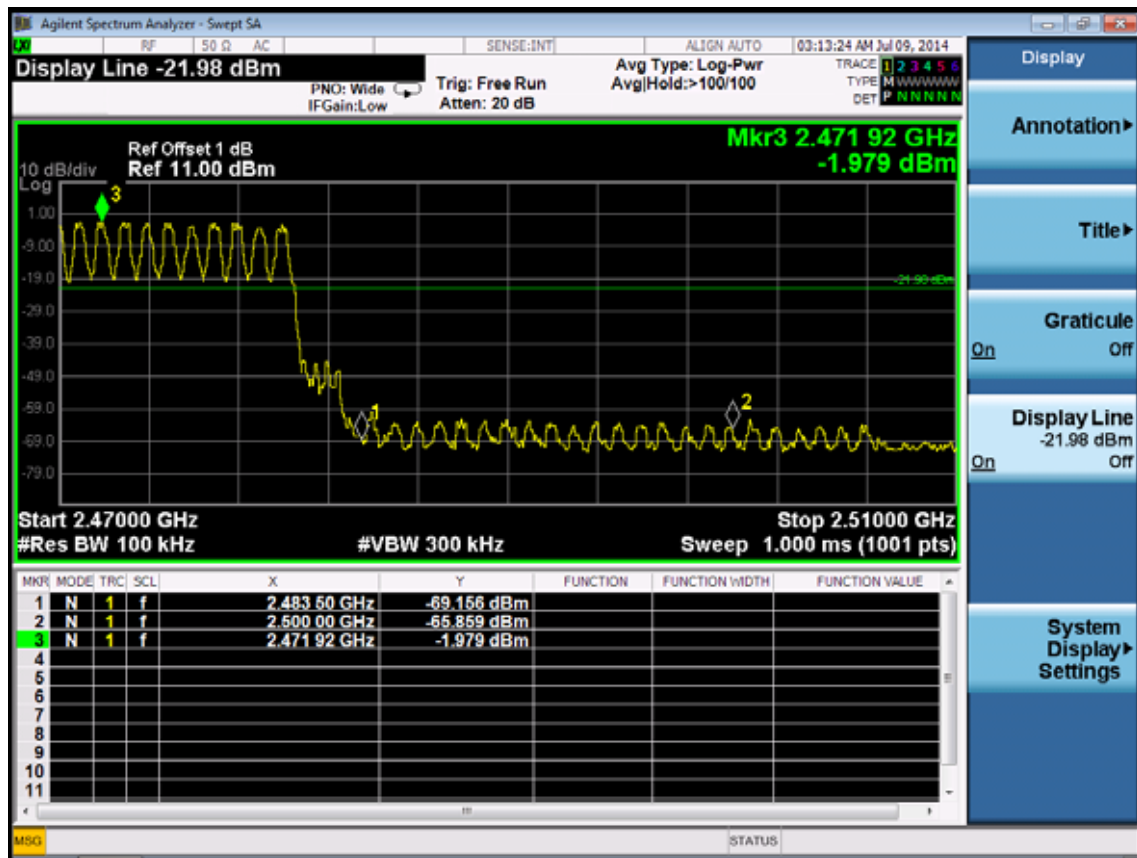 Agilent Spectrum Analyzer - Swept SA
LXI RF 50 Ω AC SENSE:INT ALIGN AUTO 03:13:24 AM Jul 09, 2014
Display Line -21.98 dBm
PNO: Wide
IFGain:Low
Trig: Free Run
Atten: 20 dB
Avg Type: Log-Pwr
Avg|Hold:>100/100
TRACE 1 2 3 4 5 6
TYPE M WWWWW
DET P N N N N N
Mkr3 2.471 92 GHz
-1.979 dBm
Ref Offset 1 dB
10 dB/div Ref 11.00 dBm
Log
3
1.00
-9.00
-19.0
-21.98 dBm
-29.0
-39.0
-49.0
-59.0
1
2
-69.0
-79.0
Start 2.47000 GHz Stop 2.51000 GHz
#Res BW 100 kHz #VBW 300 kHz Sweep 1.000 ms (1001 pts)
MKR MODE TRC SCL X Y FUNCTION FUNCTION WIDTH FUNCTION VALUE
1 N 1 f 2.483 50 GHz -69.156 dBm
2 N 1 f 2.500 00 GHz -65.859 dBm
3 N 1 f 2.471 92 GHz -1.979 dBm
4
5
6
7
8
9
10
11
MSG STATUS
Display
Annotation
Title
Graticule
On Off
Display Line
-21.98 dBm
On Off
System
Display
Settings